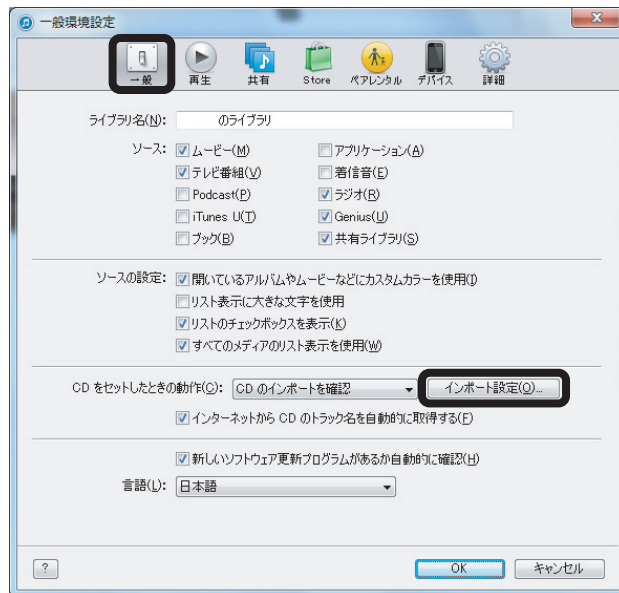 一般環境設定
一般 再生 共有 Store ペアレンタル デバイス 詳細
ライブラリ名(N): のライブラリ
ソース: ムービー(M) アプリケーション(A)
テレビ番組(V) 着信音(E)
Podcast(P) ラジオ(R)
iTunes U(T) Genius(U)
ブック(B) 共有ライブラリ(S)
ソースの設定: 開いているアルバムやムービーなどにカスタムカラーを使用(I)
リスト表示に大きな文字を使用
リストのチェックボックスを表示(K)
すべてのメディアのリスト表示を使用(W)
CD をセットしたときの動作(C): CD のインポートを確認 インポート設定(O)...
インターネットから CD のトラック名を自動的に取得する(F)
新しいソフトウェア更新プログラムがあるか自動的に確認(H)
言語(L): 日本語
? OK キャンセル